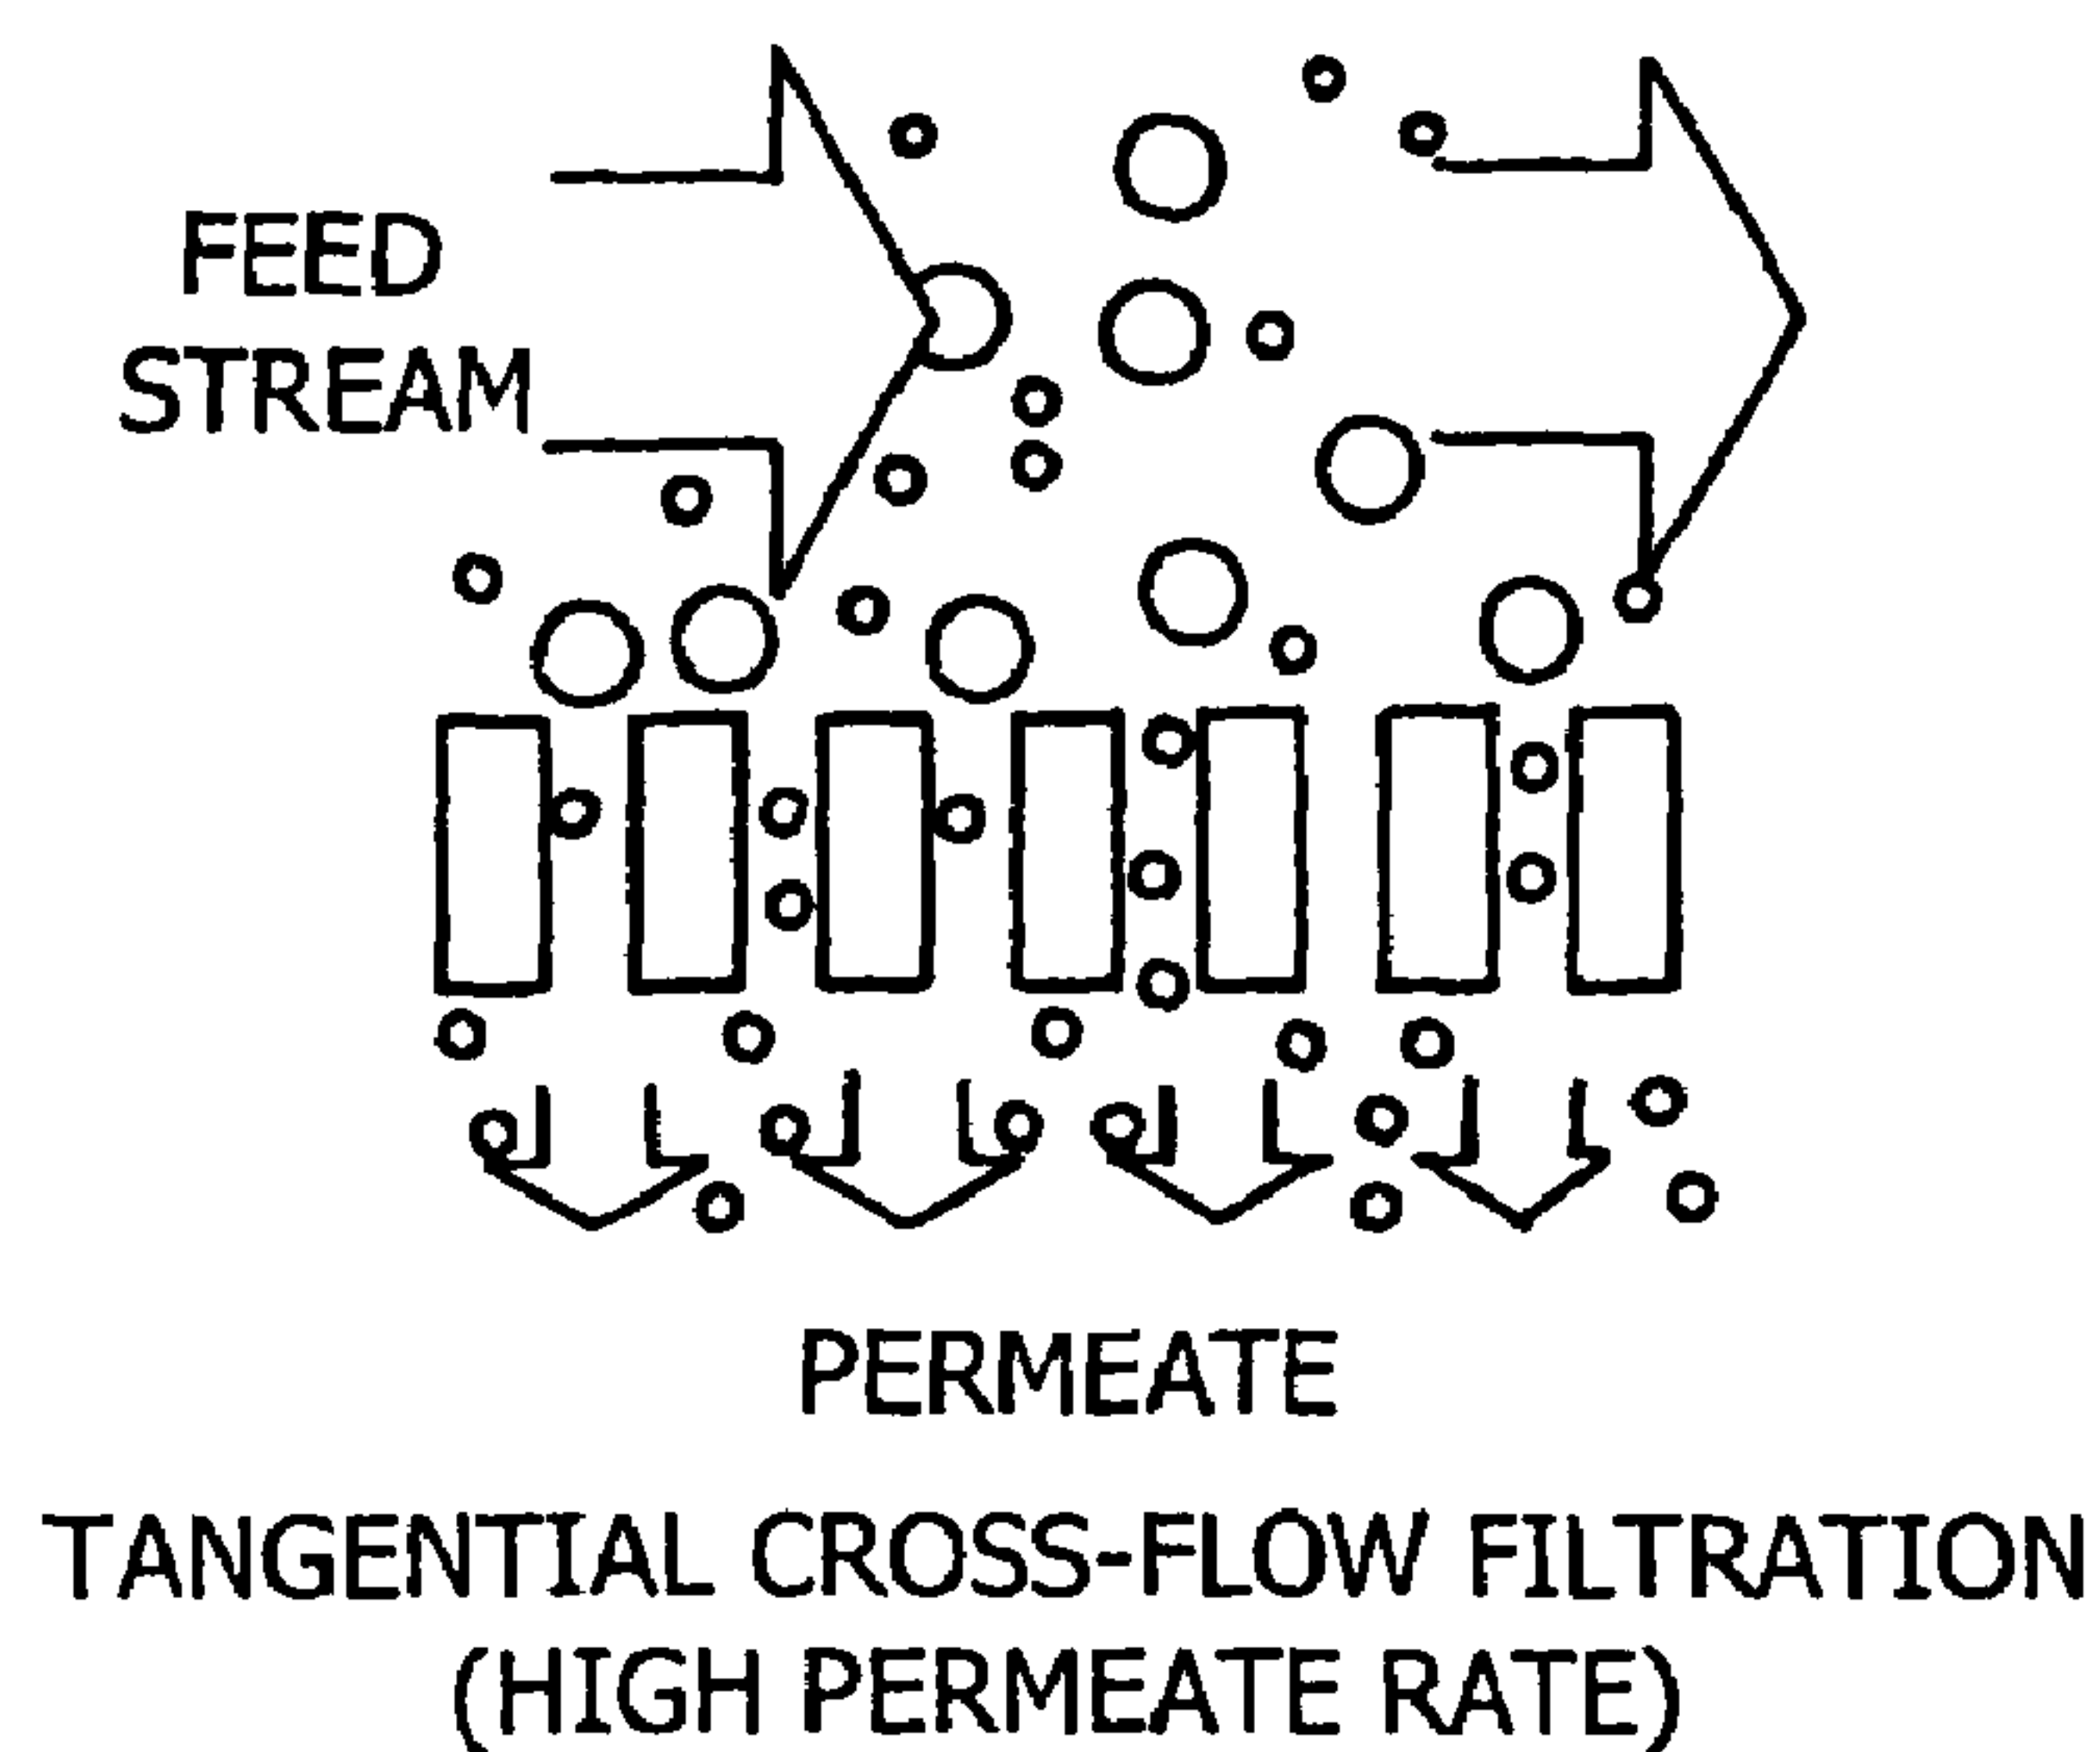 FEED
STREAM
PERMEATE
TANGENTIAL CROSS-FLOW FILTRATION
(HIGH PERMEATE RATE)